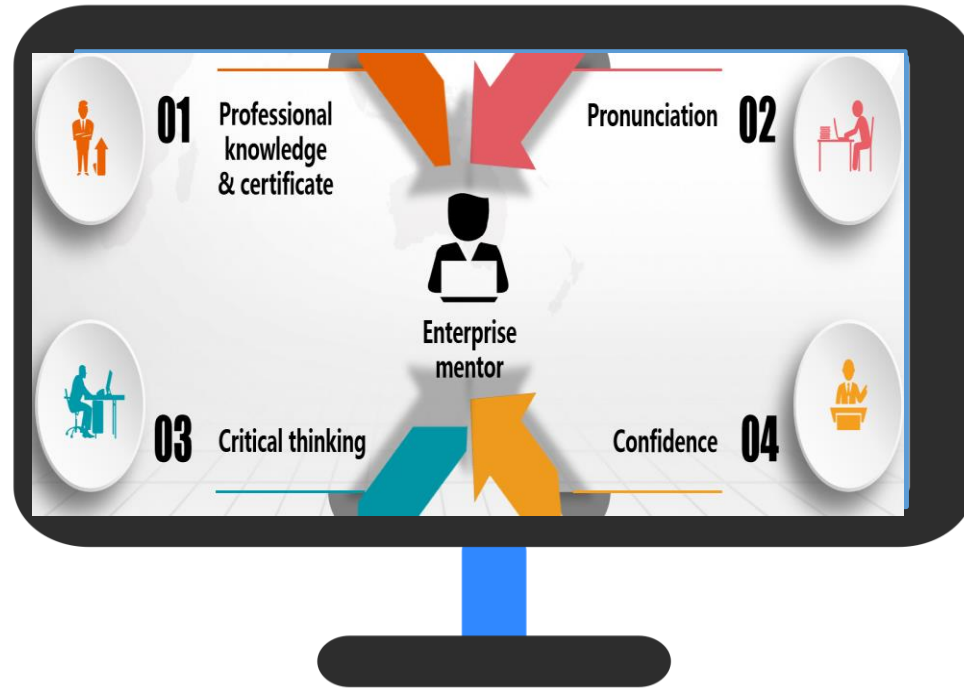 01
Professional
knowledge
& certificate
Pronunciation
02
Enterprise
mentor
03
Critical thinking
Confidence
04